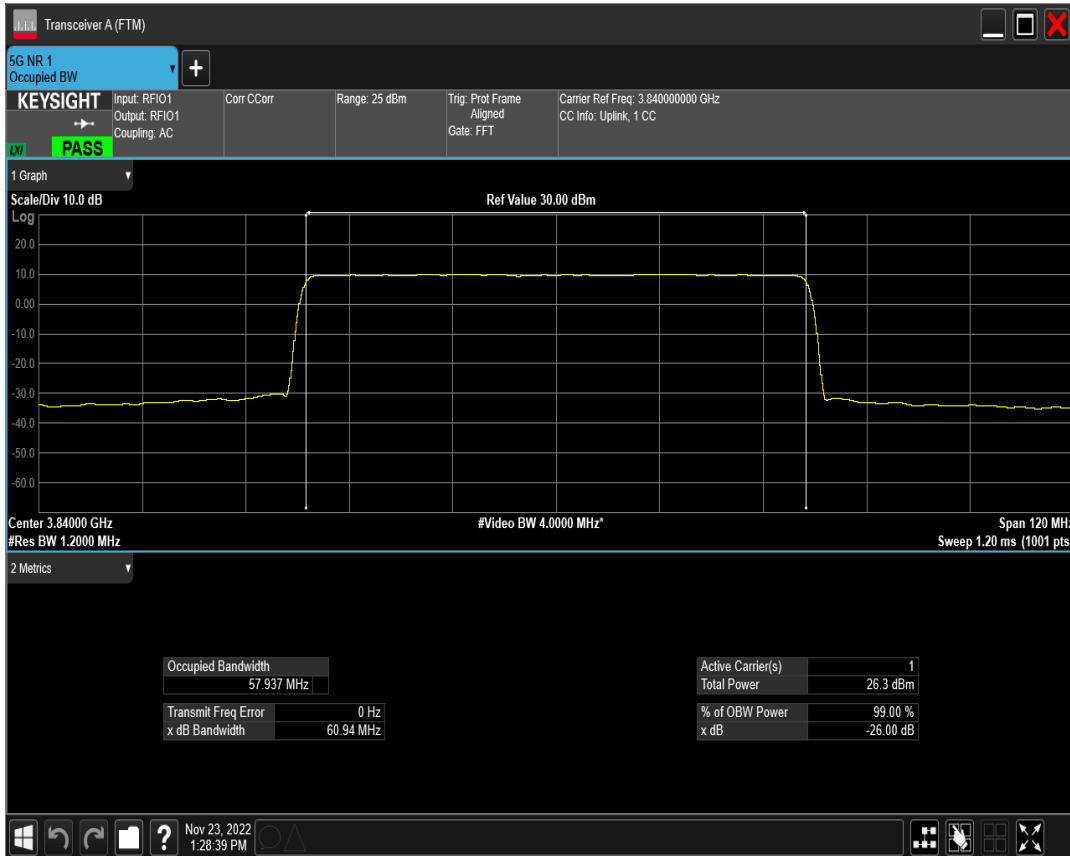 Transceiver A (FTM)
5G NR 1
Occupied BW
+
KEYSIGHT
Input: RFIO1
Output: RFIO1
Coupling: AC
Corr CCorr
Range: 25 dBm
Trig: Prot Frame
Aligned
Gate: FFT
Carrier Ref Freq: 3.840000000 GHz
CC Info: Uplink, 1 CC
LXI
PASS
1 Graph
Scale/Div 10.0 dB
Ref Value 30.00 dBm
Log
20.0
10.0
0.00
-10.0
-20.0
-30.0
-40.0
-50.0
-60.0
Center 3.84000 GHz
#Video BW 4.0000 MHz*
Span 120 MHz
#Res BW 1.2000 MHz
Sweep 1.20 ms (1001 pts
2 Metrics
Occupied Bandwidth
57.937 MHz
Transmit Freq Error 0 Hz
x dB Bandwidth 60.94 MHz
Active Carrier(s) 1
Total Power 26.3 dBm
% of OBW Power 99.00 %
x dB -26.00 dB
?
Nov 23, 2022
1:28:39 PM